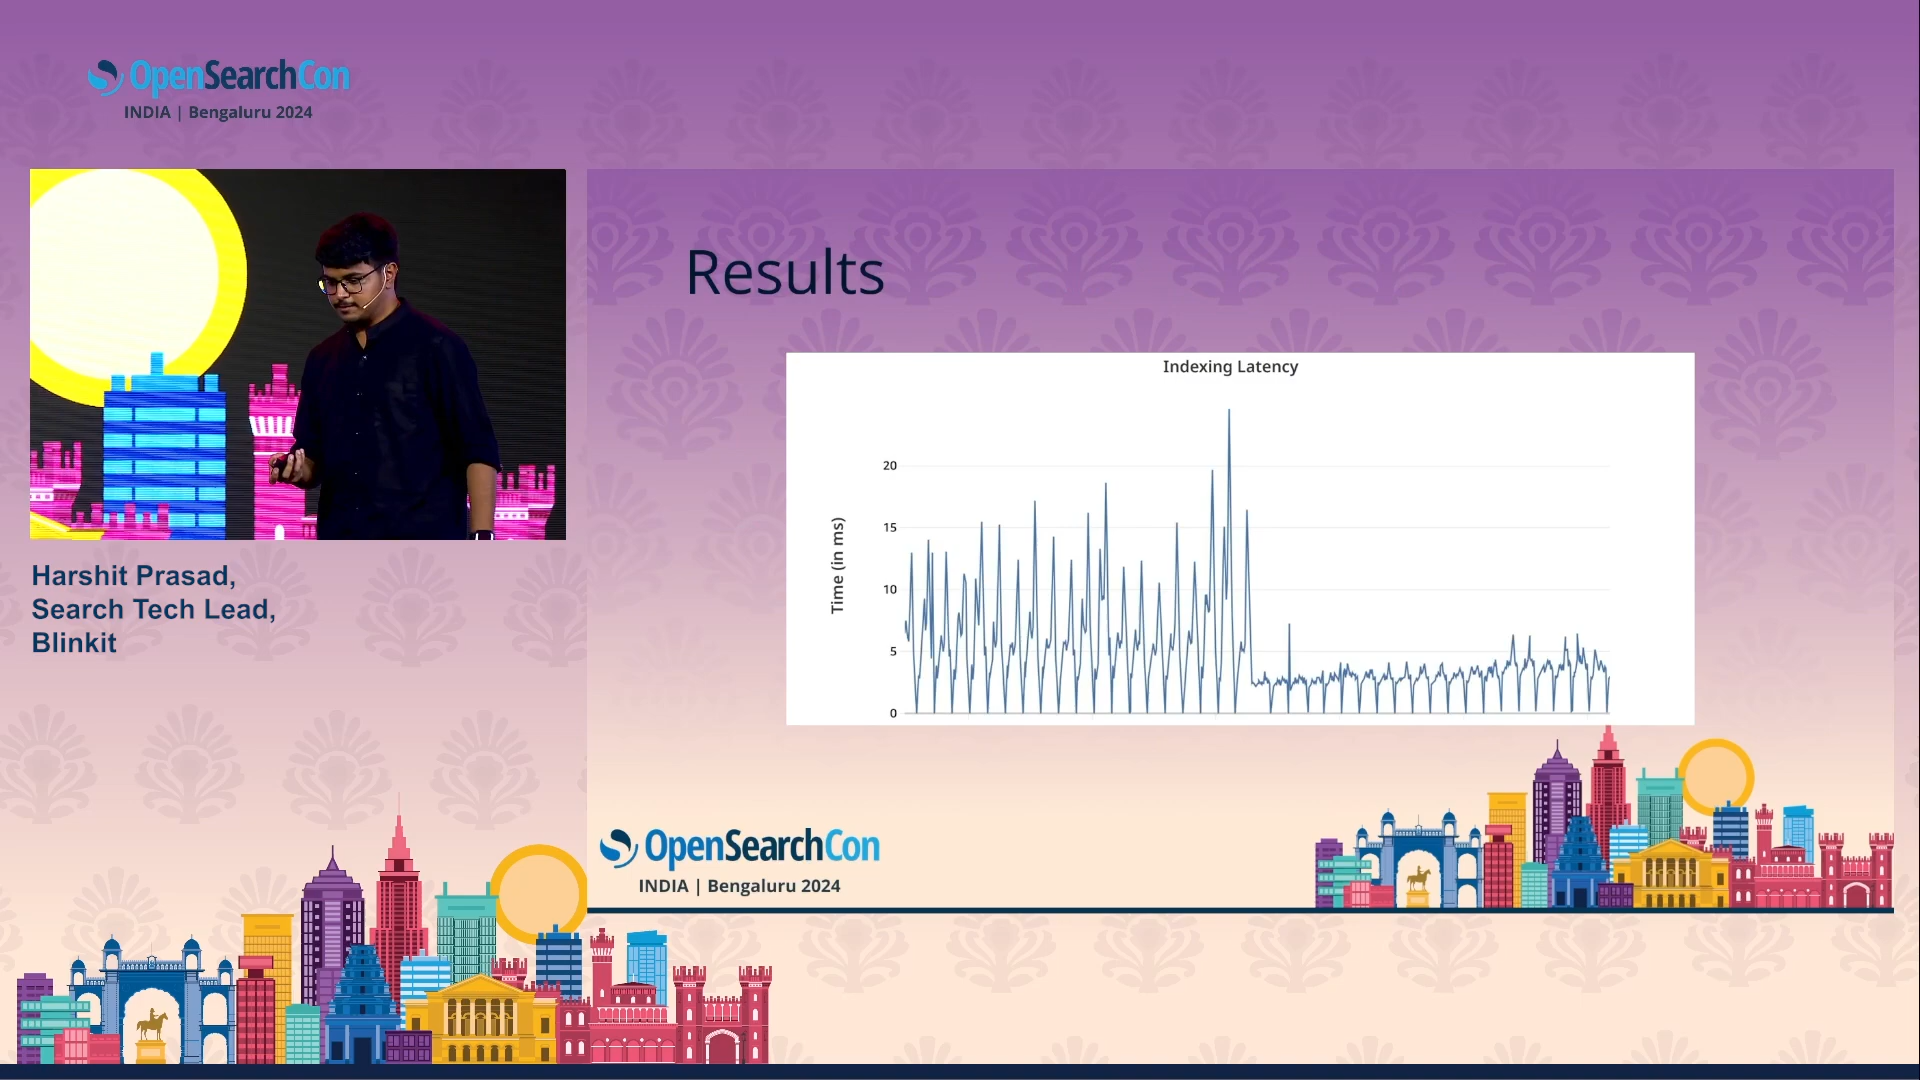 OpenSearchCon
INDIA | Bengaluru 2024
Harshit Prasad,
Search Tech Lead,
Blinkit
Results
Indexing Latency
Time (in ms)
20
15
10
5
0
OpenSearchCon
INDIA | Bengaluru 2024